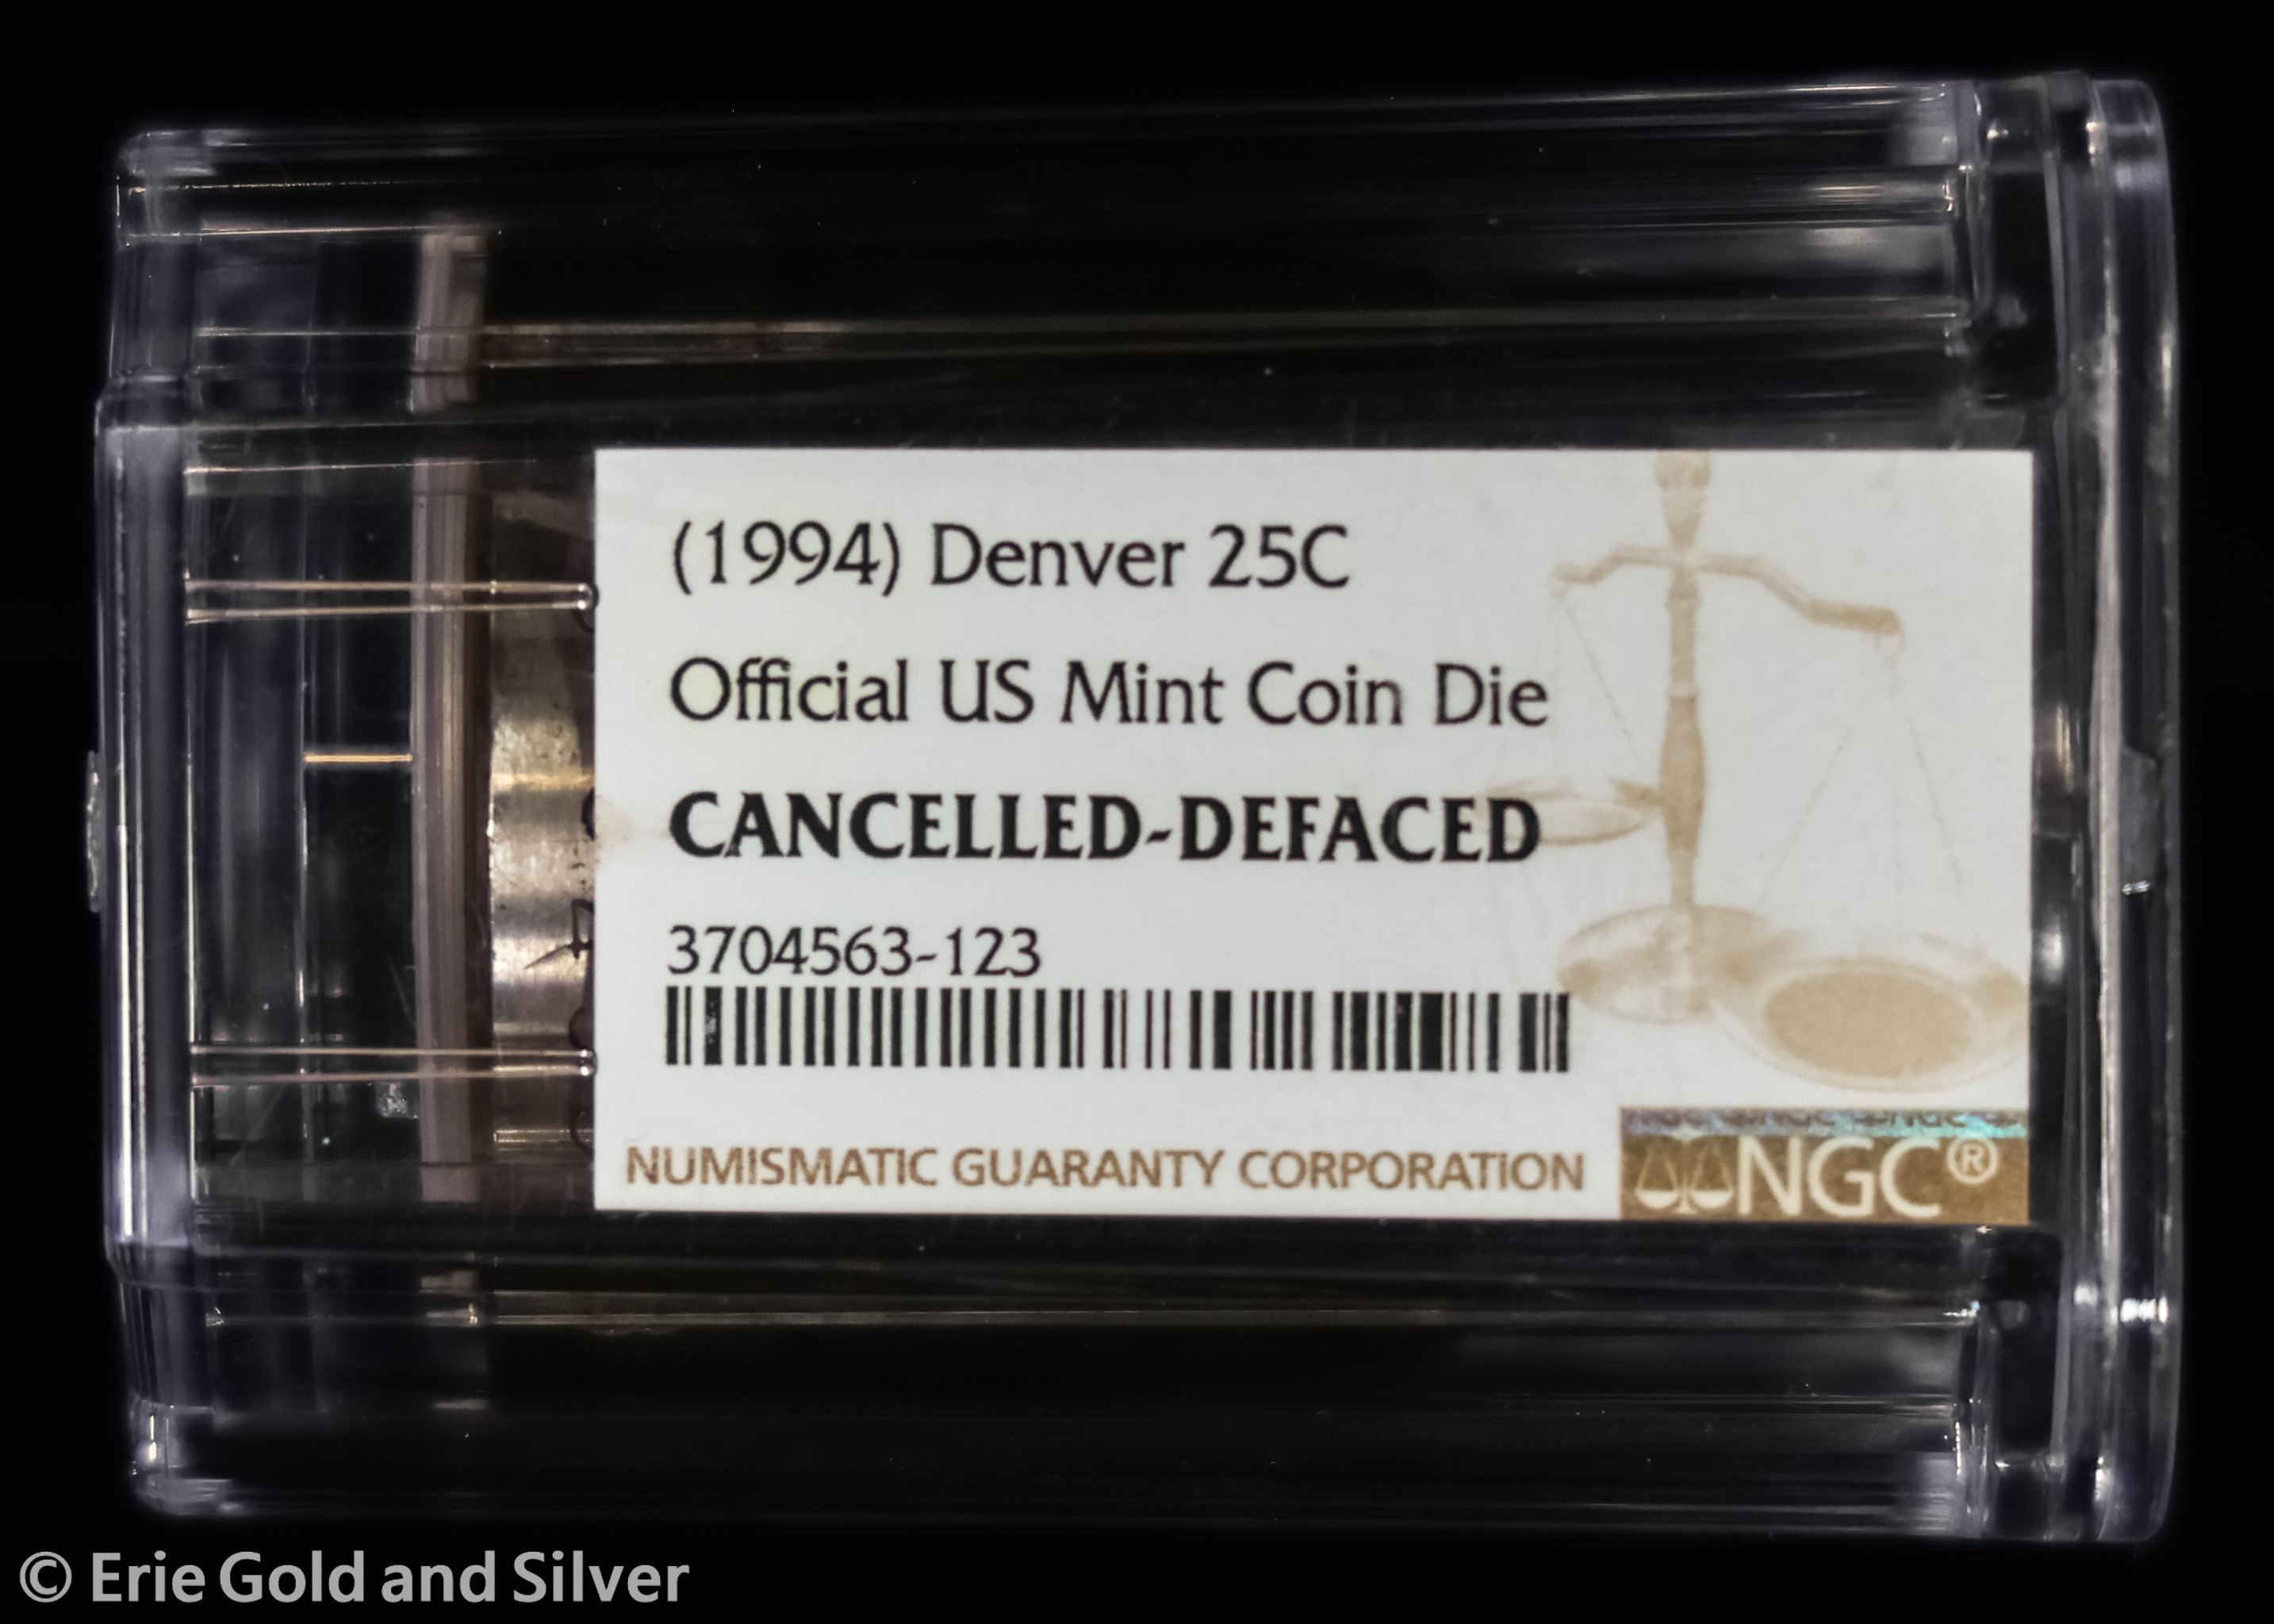 (1994) Denver 25C
Official US Mint Coin Die
CANCELLED-DEFACED
3704563-123
NUMISMATIC GUARANTY CORPORATION
NGC®
© Erie Gold and Silver